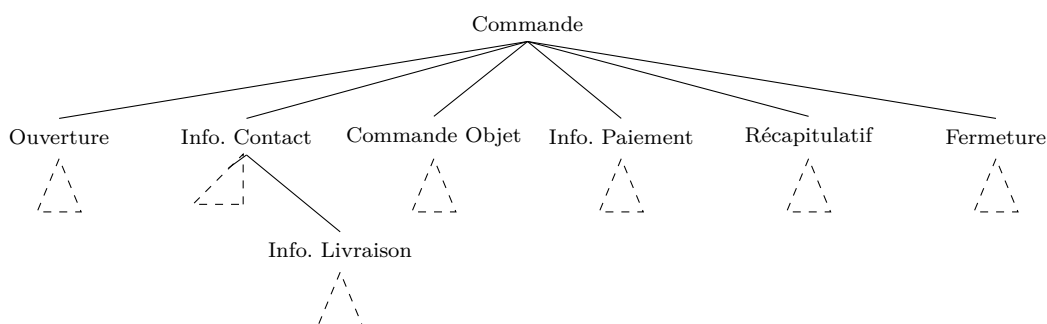 Commande
Ouverture
Info. Contact
Commande Objet
Info. Paiement
Récapitulatif
Fermeture
Info. Livraison